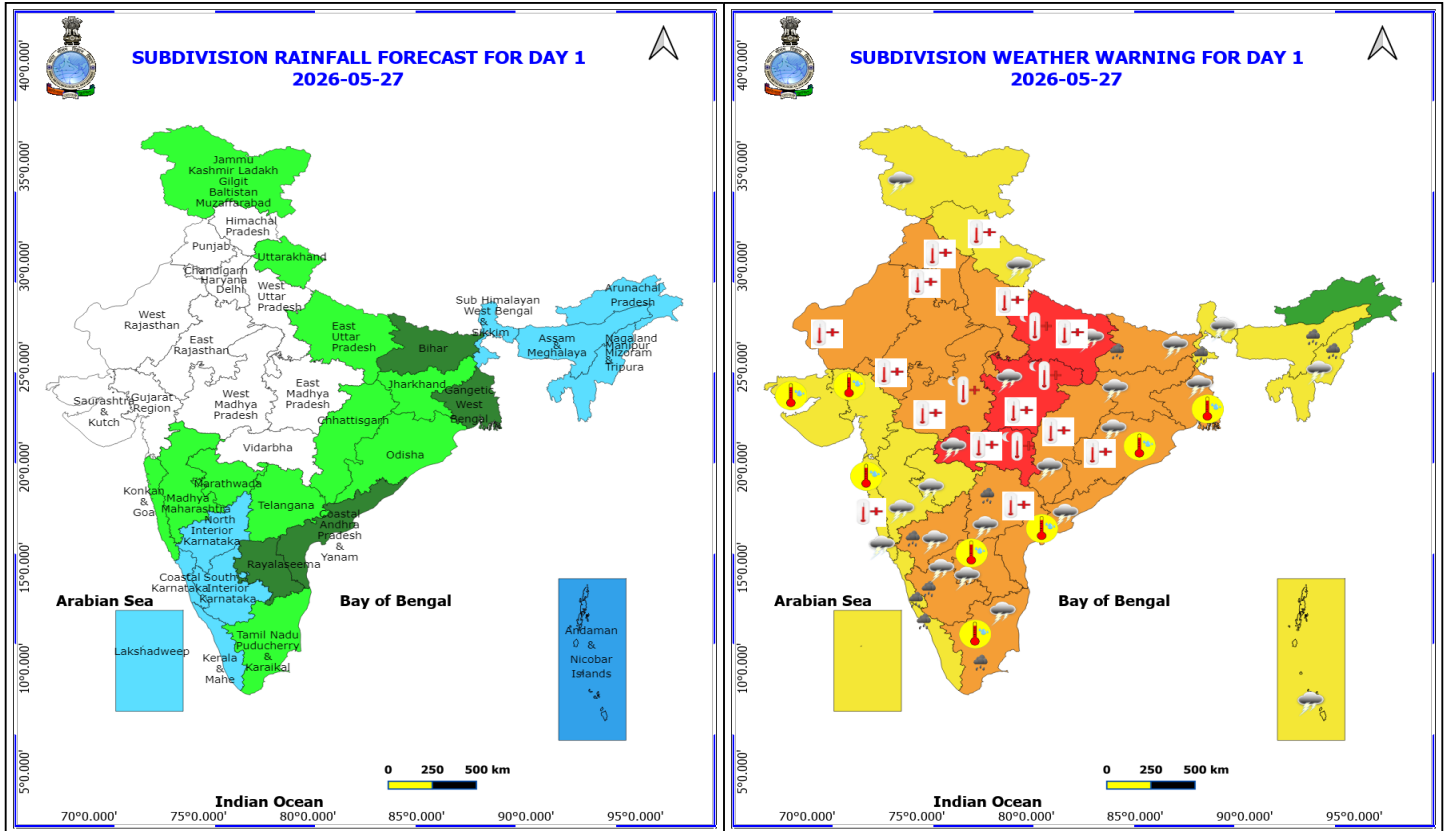 SUBDIVISION RAINFALL FORECAST FOR DAY 1
2026-05-27
40°0.000'
35°0.000'
30°0.000'
25°0.000'
20°0.000'
15°0.000'
10°0.000'
5°0.000'
Jammu
Kashmir Ladakh
Gilgit
Baltistan
Muzaffarabad
Himachal
Pradesh
Punjab
Uttarakhand
Chandigarh
Haryana
Delhi
West
Uttar
Pradesh
West
Rajasthan
East
Rajasthan
East
Uttar
Pradesh
Bihar
Sub Himalayan
West Bengal
&
Sikkim
Arunachal
Pradesh
Assam
&
Meghalaya
Nagaland
Manipur
Mizoram
&
Tripura
Jharkhand
Gangetic
West
Bengal
Saurashtra
&
Kutch
Gujarat
Region
West
Madhya
Pradesh
East
Madhya
Pradesh
Chhattisgarh
Vidarbha
Odisha
Konkan
&
Goa
Madhya
Maharashtra
Marathwada
Telangana
North
Interior
Karnataka
Coastal
Andhra
Pradesh
&
Yanam
Rayalaseema
Coastal
Karnataka
South
Interior
Karnataka
Arabian Sea
Bay of Bengal
Lakshadweep
Kerala
&
Mahe
Tamil Nadu
Puducherry
&
Karaikal
Andaman
&
Nicobar
Islands
0 250 500 km
Indian Ocean
70°0.000' 75°0.000' 80°0.000' 85°0.000' 90°0.000' 95°0.000'
SUBDIVISION WEATHER WARNING FOR DAY 1
2026-05-27
40°0.000'
35°0.000'
30°0.000'
25°0.000'
20°0.000'
15°0.000'
10°0.000'
5°0.000'
Arabian Sea
Bay of Bengal
0 250 500 km
Indian Ocean
70°0.000' 75°0.000' 80°0.000' 85°0.000' 90°0.000' 95°0.000'